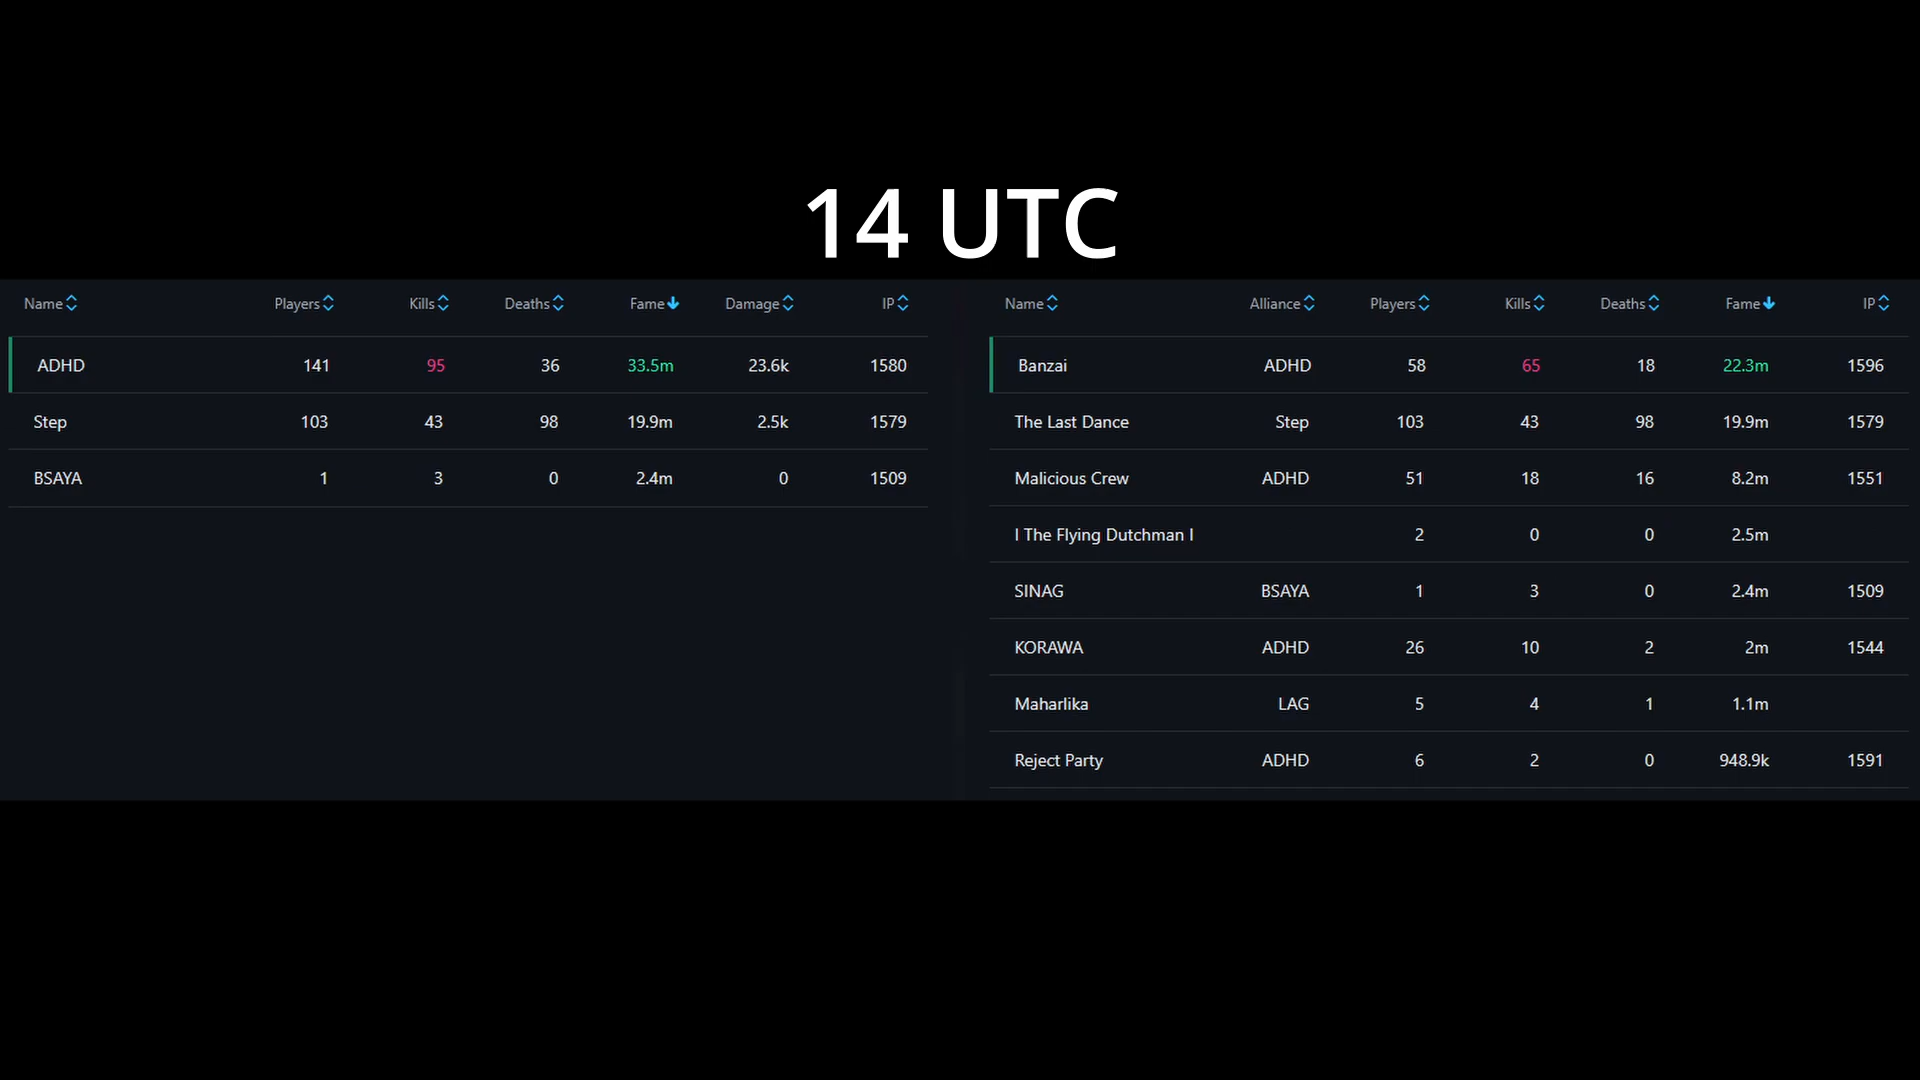 14 UTC
Name Players Kills Deaths Fame Damage IP
ADHD 141 95 36 33.5m 23.6k 1580
Step 103 43 98 19.9m 2.5k 1579
BSAYA 1 3 0 2.4m 0 1509
Name Alliance Players Kills Deaths Fame IP
Banzai ADHD 58 65 18 22.3m 1596
The Last Dance Step 103 43 98 19.9m 1579
Malicious Crew ADHD 51 18 16 8.2m 1551
I The Flying Dutchman I 2 0 0 2.5m
SINAG BSAYA 1 3 0 2.4m 1509
KORAWA ADHD 26 10 2 2m 1544
Maharlika LAG 5 4 1 1.1m
Reject Party ADHD 6 2 0 948.9k 1591